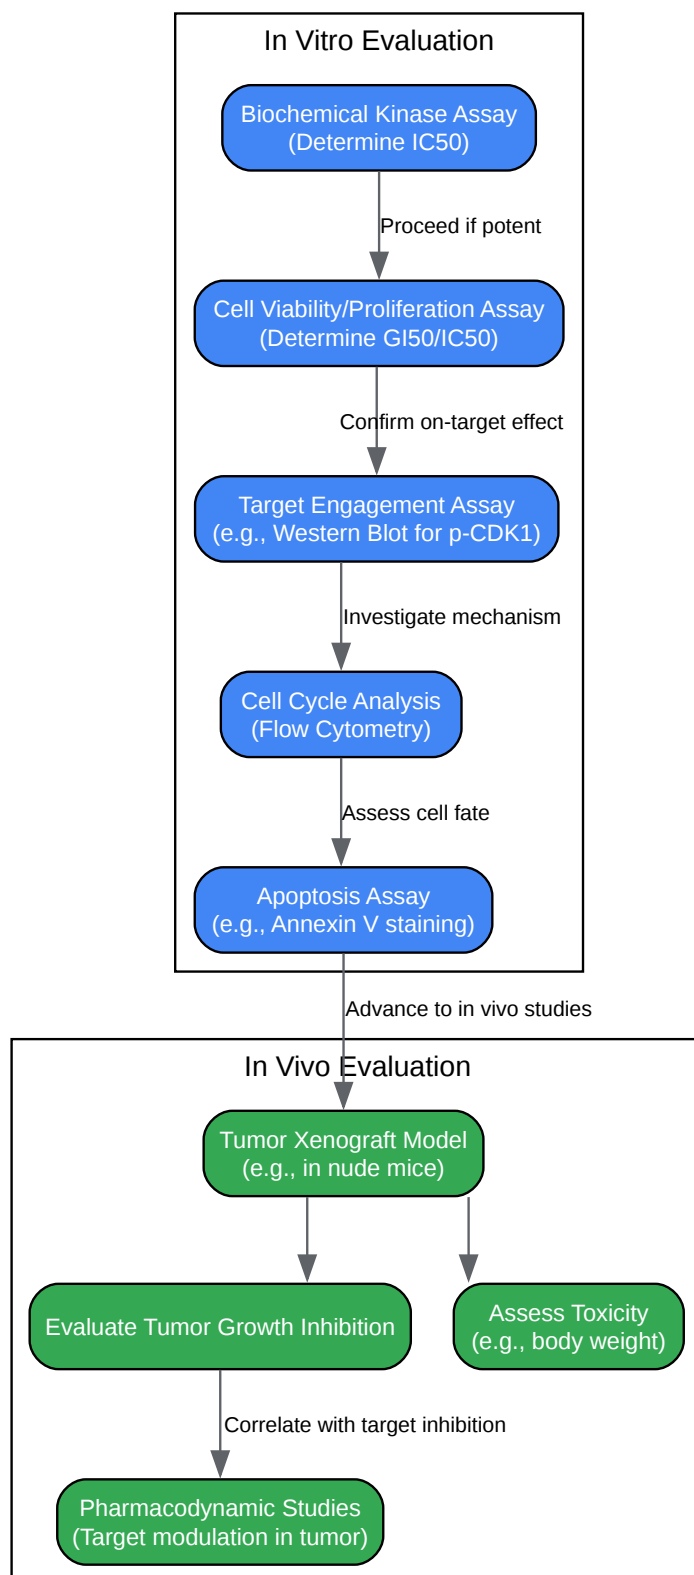 In Vitro Evaluation
Biochemical Kinase Assay
(Determine IC50)
Proceed if potent
Cell Viability/Proliferation Assay
(Determine GI50/IC50)
Confirm on-target effect
Target Engagement Assay
(e.g., Western Blot for p-CDK1)
Investigate mechanism
Cell Cycle Analysis
(Flow Cytometry)
Assess cell fate
Apoptosis Assay
(e.g., Annexin V staining)
Advance to in vivo studies
In Vivo Evaluation
Tumor Xenograft Model
(e.g., in nude mice)
Evaluate Tumor Growth Inhibition
Assess Toxicity
(e.g., body weight)
Correlate with target inhibition
Pharmacodynamic Studies
(Target modulation in tumor)